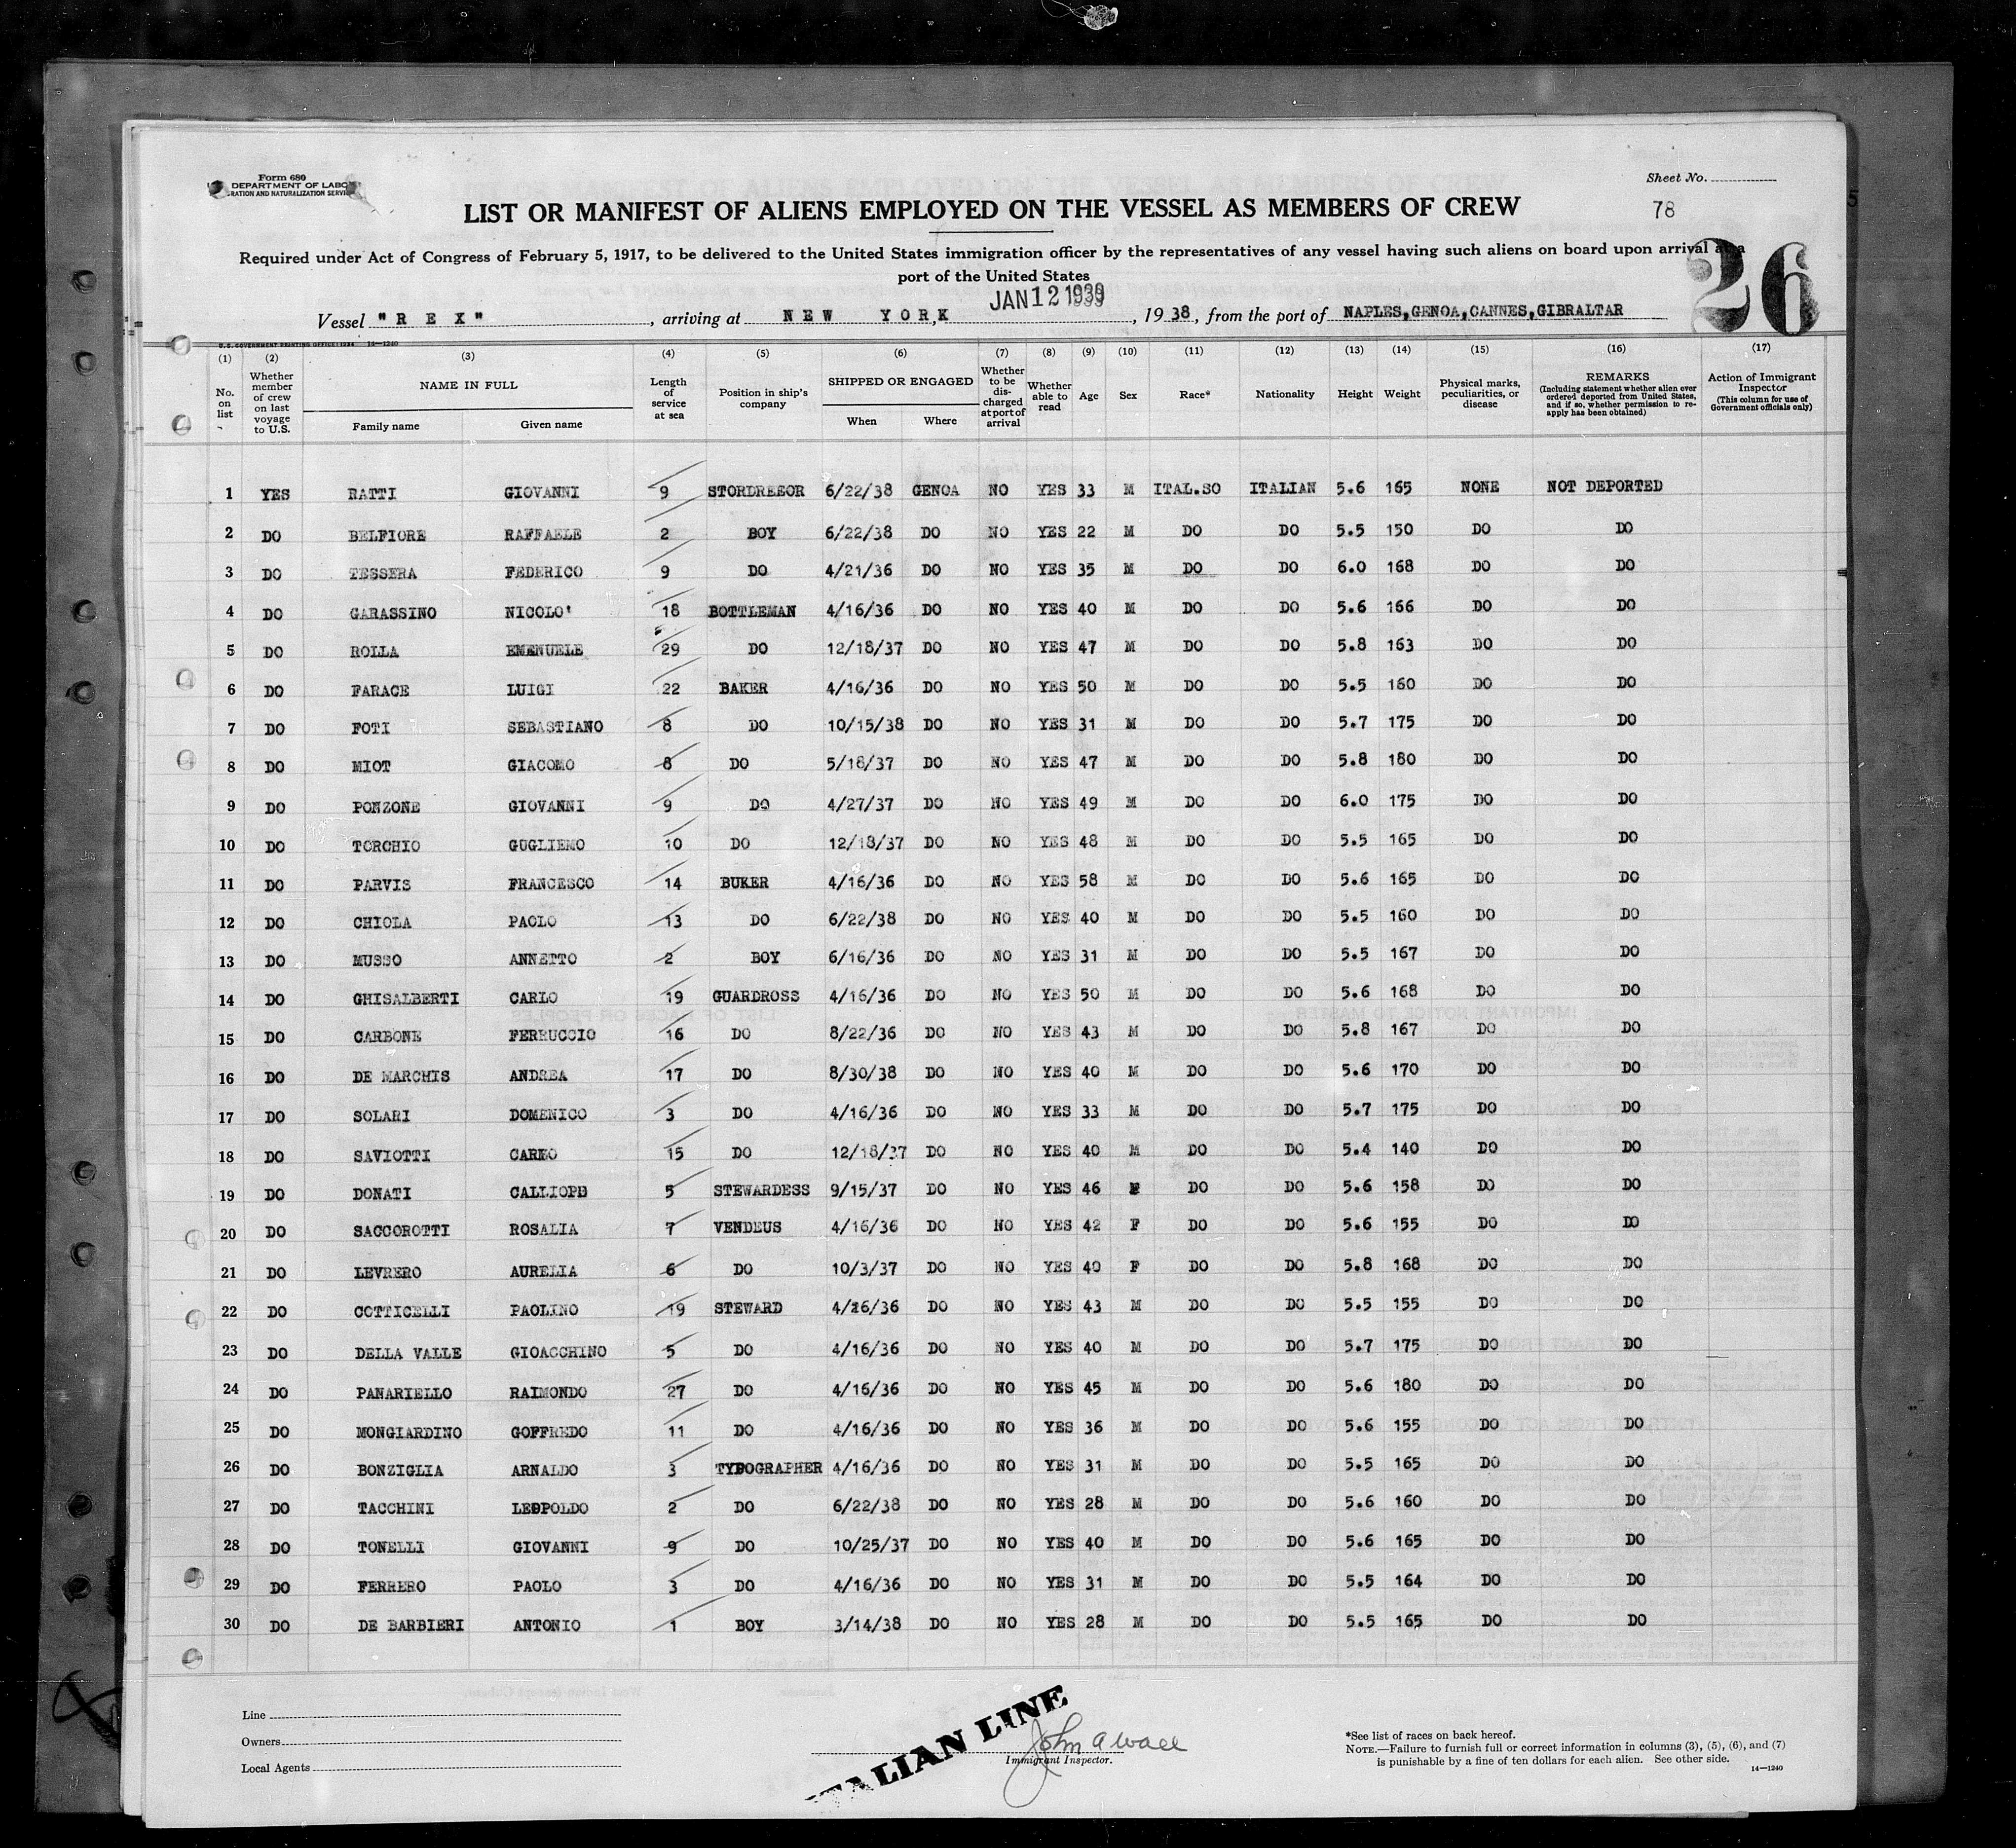 Form 680
DEPARTMENT OF LABOR
RATION AND NATURALIZATION SERVICE
Sheet No.
78
LIST OR MANIFEST OF ALIENS EMPLOYED ON THE VESSEL AS MEMBERS OF CREW
26
Required under Act of Congress of February 5, 1917, to be delivered to the United States immigration officer by the representatives of any vessel having such aliens on board upon arrival at a
port of the United States
JAN 12 1939
Vessel "REX", arriving at NEW YORK, 1938, from the port of NAPLES,GENOA,CANNES,GIBRALTAR
U.S. GOVERNMENT PRINTING OFFICE: 1934 14—1240
(1) (2) (3) (4) (5) (6) (7) (8) (9) (10) (11) (12) (13) (14) (15) (16) (17)
No. on list Whether member of crew on last voyage to U.S. NAME IN FULL Family name Given name Length of service at sea Position in ship's company SHIPPED OR ENGAGED When Where Whether to be discharged at port of arrival Whether able to read Age Sex Race* Nationality Height Weight Physical marks, peculiarities, or disease REMARKS (Including statement whether alien ever ordered deported from United States, and if so, whether permission to reapply has been obtained) Action of Immigrant Inspector (This column for use of Government officials only)
1 YES RATTI GIOVANNI 9 STORDRESOR 6/22/38 GENOA NO YES 33 M ITAL.SO ITALIAN 5.6 165 NONE NOT DEPORTED
2 DO BELFIORE RAFFAELE 2 BOY 6/22/38 DO NO YES 22 M DO DO 5.5 150 DO DO
3 DO TESSERA FEDERICO 9 DO 4/21/36 DO NO YES 35 M DO DO 6.0 168 DO DO
4 DO GARASSINO NICOLO' 18 BOTTLEMAN 4/16/36 DO NO YES 40 M DO DO 5.6 166 DO DO
5 DO ROLLA EMENUELE 29 DO 12/18/37 DO NO YES 47 M DO DO 5.8 163 DO DO
6 DO FARACE LUIGI 22 BAKER 4/16/36 DO NO YES 50 M DO DO 5.5 160 DO DO
7 DO FOTI SEBASTIANO 8 DO 10/15/38 DO NO YES 31 M DO DO 5.7 175 DO DO
8 DO MIOT GIACOMO 8 DO 5/18/37 DO NO YES 47 M DO DO 5.8 180 DO DO
9 DO PONZONE GIOVANNI 9 DO 4/27/37 DO NO YES 49 M DO DO 6.0 175 DO DO
10 DO TORCHIO GUGLIEMO 10 DO 12/18/37 DO NO YES 48 M DO DO 5.5 165 DO DO
11 DO PARVIS FRANCESCO 14 BUKER 4/16/36 DO NO YES 58 M DO DO 5.6 165 DO DO
12 DO CHIOLA PAOLO 13 DO 6/22/38 DO NO YES 40 M DO DO 5.5 160 DO DO
13 DO MUSSO ANNETTO 2 BOY 6/16/36 DO NO YES 31 M DO DO 5.5 167 DO DO
14 DO GHISALBERTI CARLO 19 GUARDROSS 4/16/36 DO NO YES 50 M DO DO 5.6 168 DO DO
15 DO CARBONE FERRUCCIO 16 DO 8/22/36 DO NO YES 43 M DO DO 5.8 167 DO DO
16 DO DE MARCHIS ANDREA 17 DO 8/30/38 DO NO YES 40 M DO DO 5.6 170 DO DO
17 DO SOLARI DOMENICO 3 DO 4/16/36 DO NO YES 33 M DO DO 5.7 175 DO DO
18 DO SAVIOTTI CARLO 15 DO 12/18/37 DO NO YES 40 M DO DO 5.4 140 DO DO
19 DO DONATI CALLIOPE 5 STEWARDESS 9/15/37 DO NO YES 46 F DO DO 5.6 158 DO DO
20 DO SACCOROTTI ROSALIA 7 VENDEUS 4/16/36 DO NO YES 42 F DO DO 5.6 155 DO DO
21 DO LEVRERO AURELIA 6 DO 10/3/37 DO NO YES 40 F DO DO 5.8 168 DO DO
22 DO COTTICELLI PAOLINO 19 STEWARD 4/26/36 DO NO YES 43 M DO DO 5.5 155 DO DO
23 DO DELLA VALLE GIOACCHINO 5 DO 4/16/36 DO NO YES 40 M DO DO 5.7 175 DO DO
24 DO PANARIELLO RAIMONDO 27 DO 4/16/36 DO NO YES 45 M DO DO 5.6 180 DO DO
25 DO MONGIARDINO GOFFREDO 11 DO 4/16/36 DO NO YES 36 M DO DO 5.6 155 DO DO
26 DO BONZIGLIA ARNALDO 3 TYPOGRAPHER 4/16/36 DO NO YES 31 M DO DO 5.5 165 DO DO
27 DO TACCHINI LEOPOLDO 2 DO 6/22/38 DO NO YES 28 M DO DO 5.6 160 DO DO
28 DO TONELLI GIOVANNI 9 DO 10/25/37 DO NO YES 40 M DO DO 5.6 165 DO DO
29 DO FERRERO PAOLO 3 DO 4/16/36 DO NO YES 31 M DO DO 5.5 164 DO DO
30 DO DE BARBIERI ANTONIO 1 BOY 3/14/38 DO NO YES 28 M DO DO 5.5 165 DO DO
Line
Owners
Local Agents
ITALIAN LINE
John A Wall
Immigrant Inspector.
*See list of races on back hereof.
NOTE.—Failure to furnish full or correct information in columns (3), (5), (6), and (7)
is punishable by a fine of ten dollars for each alien. See other side.
14—1240